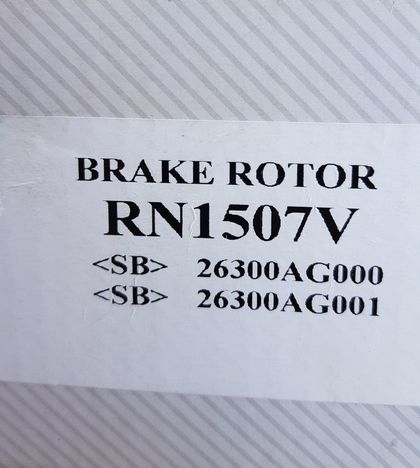 BRAKE ROTOR
RN1507V
<SB> 26300AG000
<SB> 26300AG001